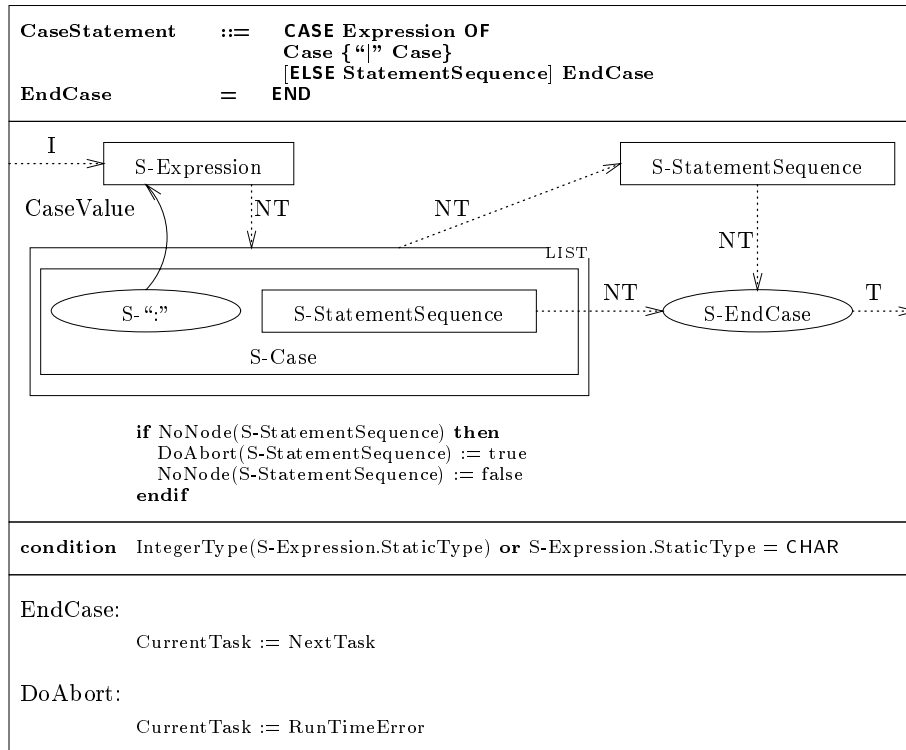 CaseStatement ::= CASE Expression OF
Case {“|” Case}
[ELSE StatementSequence] EndCase
EndCase = END
I
S-Expression
S-StatementSequence
CaseValue
NT
NT
NT
LIST
S-“:”
S-StatementSequence
NT
S-EndCase
T
S-Case
if NoNode(S-StatementSequence) then
DoAbort(S-StatementSequence) := true
NoNode(S-StatementSequence) := false
endif
condition IntegerType(S-Expression.StaticType) or S-Expression.StaticType = CHAR
EndCase:
CurrentTask := NextTask
DoAbort:
CurrentTask := RunTimeError